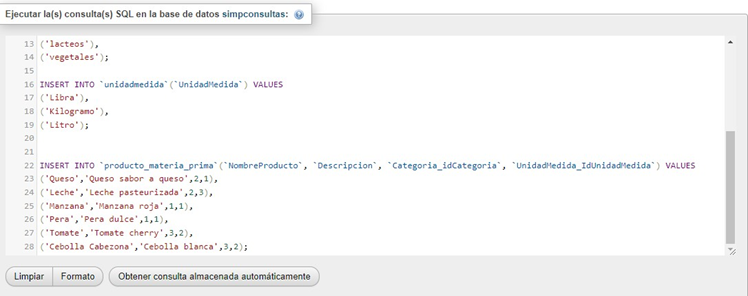 Ejecutar la(s) consulta(s) SQL en la base de datos simpconsultas:
13 ('lacteos'),
14 ('vegetales');
15
16 INSERT INTO `unidadmedida`(`UnidadMedida`) VALUES
17 ('Libra'),
18 ('Kilogramo'),
19 ('Litro');
20
21
22 INSERT INTO `producto_materia_prima`(`NombreProducto`, `Descripcion`, `Categoria_idCategoria`, `UnidadMedida_IdUnidadMedida`) VALUES
23 ('Queso','Queso sabor a queso',2,1),
24 ('Leche','Leche pasteurizada',2,3),
25 ('Manzana','Manzana roja',1,1),
26 ('Pera','Pera dulce',1,1),
27 ('Tomate','Tomate cherry',3,2),
28 ('Cebolla Cabezona','Cebolla blanca',3,2);
Limpiar Formato Obtener consulta almacenada automáticamente